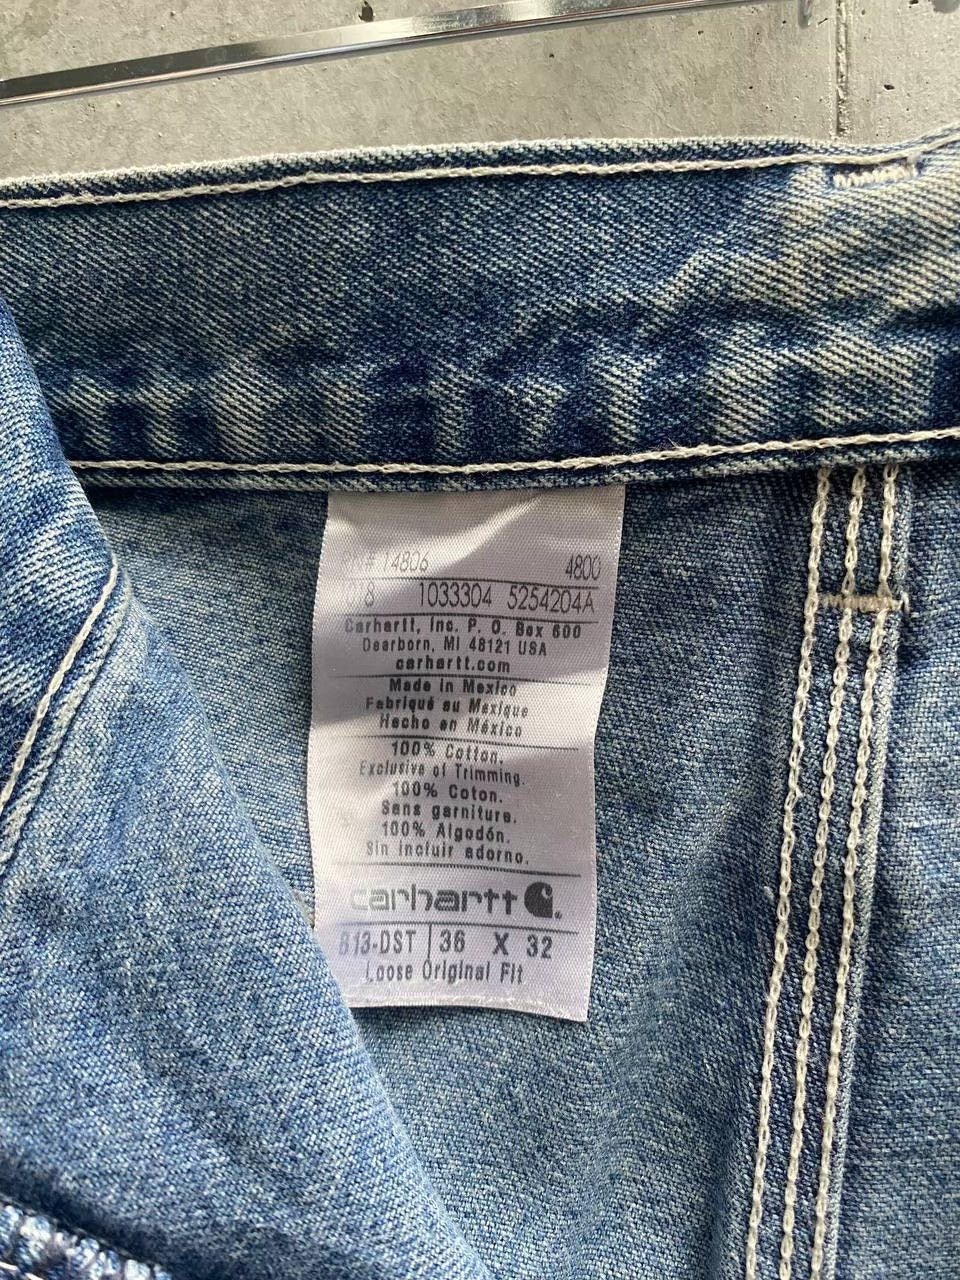 # 14806 4800
1033304 5254204A
Carhartt, Inc. P. O. Box 600
Dearborn, MI 48121 USA
carhartt.com
Made in Mexico
Fabriqué au Mexique
Hecho en México
100% Cotton.
Exclusive of Trimming.
100% Coton.
Sans garniture.
100% Algodón.
Sin incluir adorno.
carhartt
B13-DST 36 X 32
Loose Original Fit